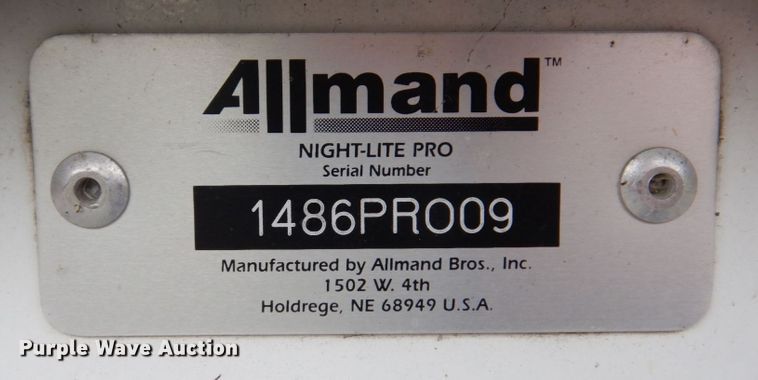 Allmand™
NIGHT-LITE PRO
Serial Number
1486PRO09
Manufactured by Allmand Bros., Inc.
1502 W. 4th
Holdrege, NE 68949 U.S.A.
Purple Wave Auction